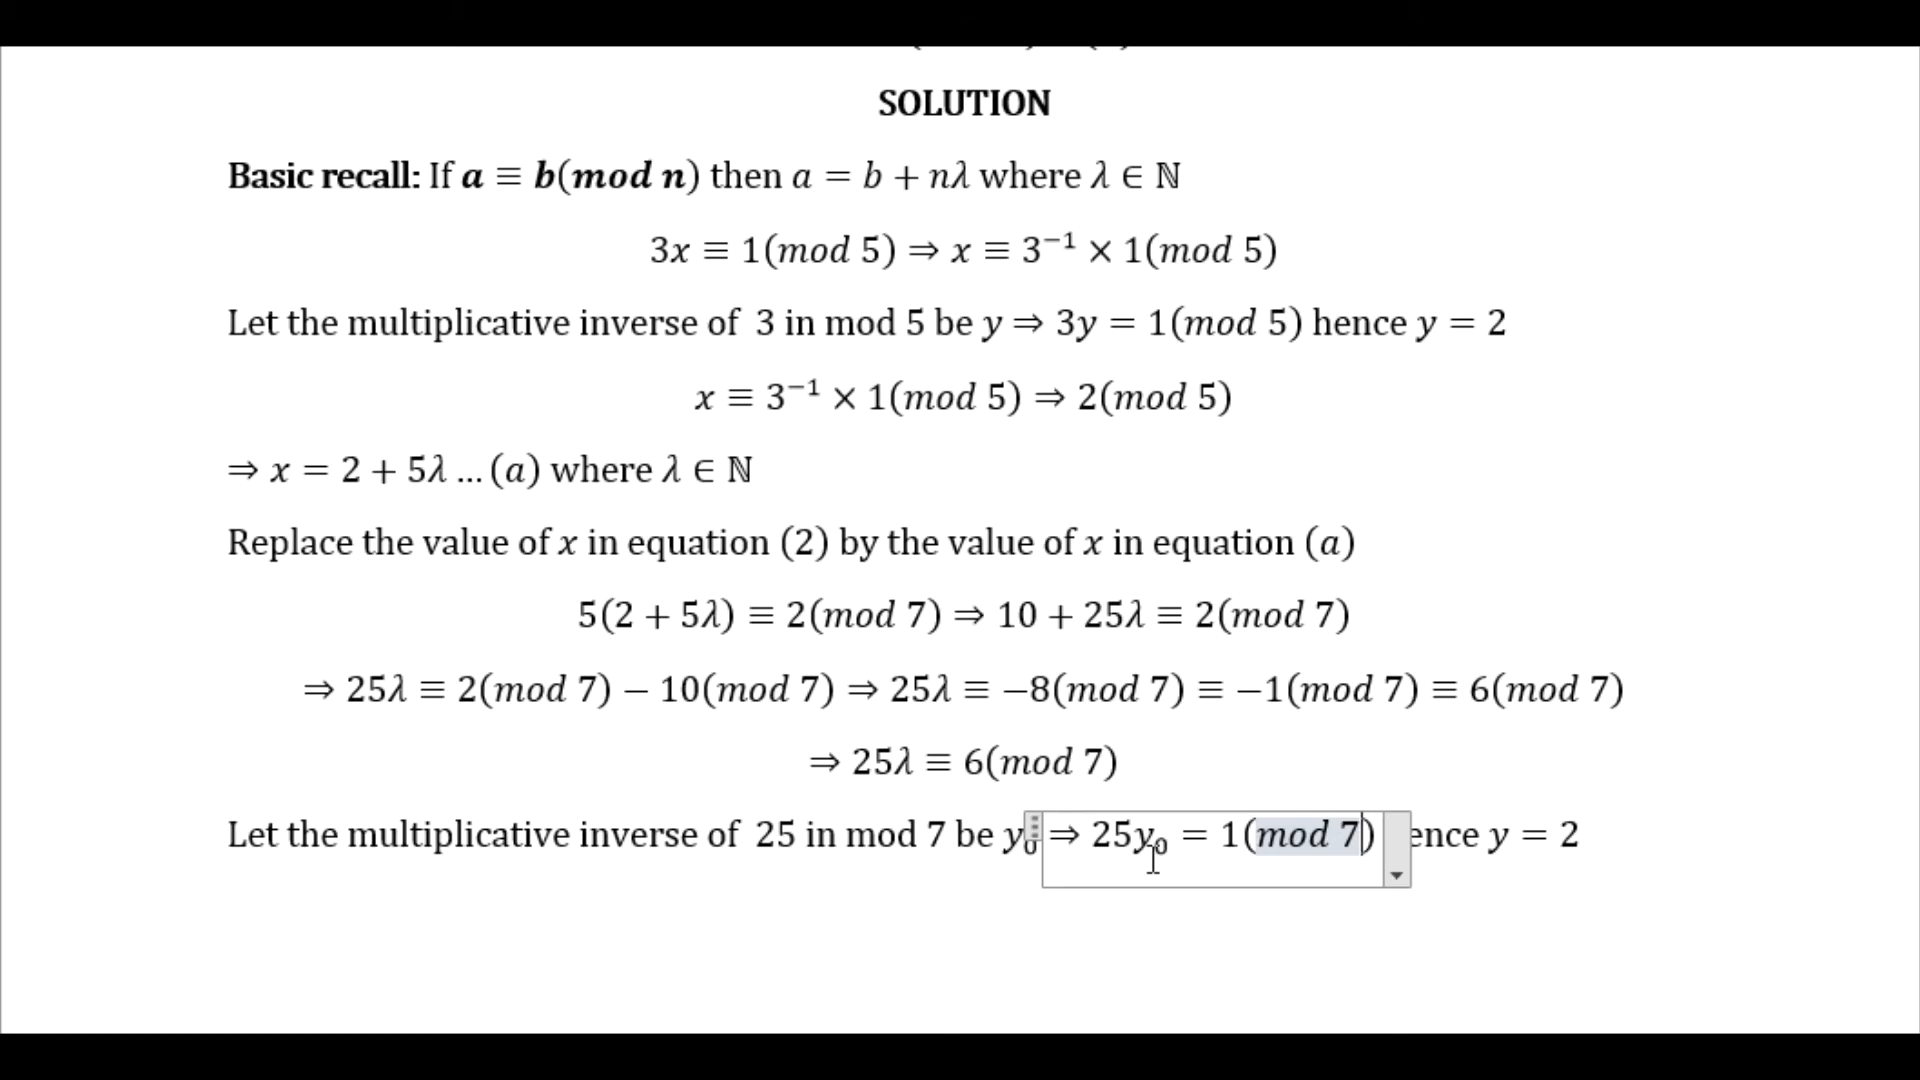 SOLUTION
Basic recall: If a ≡ b(mod n) then a = b + nλ where λ ∈ ℕ
3x ≡ 1(mod 5) ⇒ x ≡ 3⁻¹ × 1(mod 5)
Let the multiplicative inverse of 3 in mod 5 be y ⇒ 3y = 1(mod 5) hence y = 2
x ≡ 3⁻¹ × 1(mod 5) ⇒ 2(mod 5)
⇒ x = 2 + 5λ … (a) where λ ∈ ℕ
Replace the value of x in equation (2) by the value of x in equation (a)
5(2 + 5λ) ≡ 2(mod 7) ⇒ 10 + 25λ ≡ 2(mod 7)
⇒ 25λ ≡ 2(mod 7) − 10(mod 7) ⇒ 25λ ≡ −8(mod 7) ≡ −1(mod 7) ≡ 6(mod 7)
⇒ 25λ ≡ 6(mod 7)
Let the multiplicative inverse of 25 in mod 7 be y₀ ⇒ 25y₀ = 1(mod 7) ence y = 2